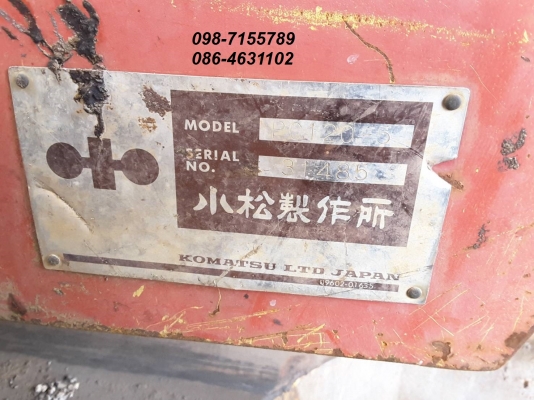 098-7155789
086-4631102
MODEL
SERIAL
NO.
小松製作所
KOMATSU LTD JAPAN